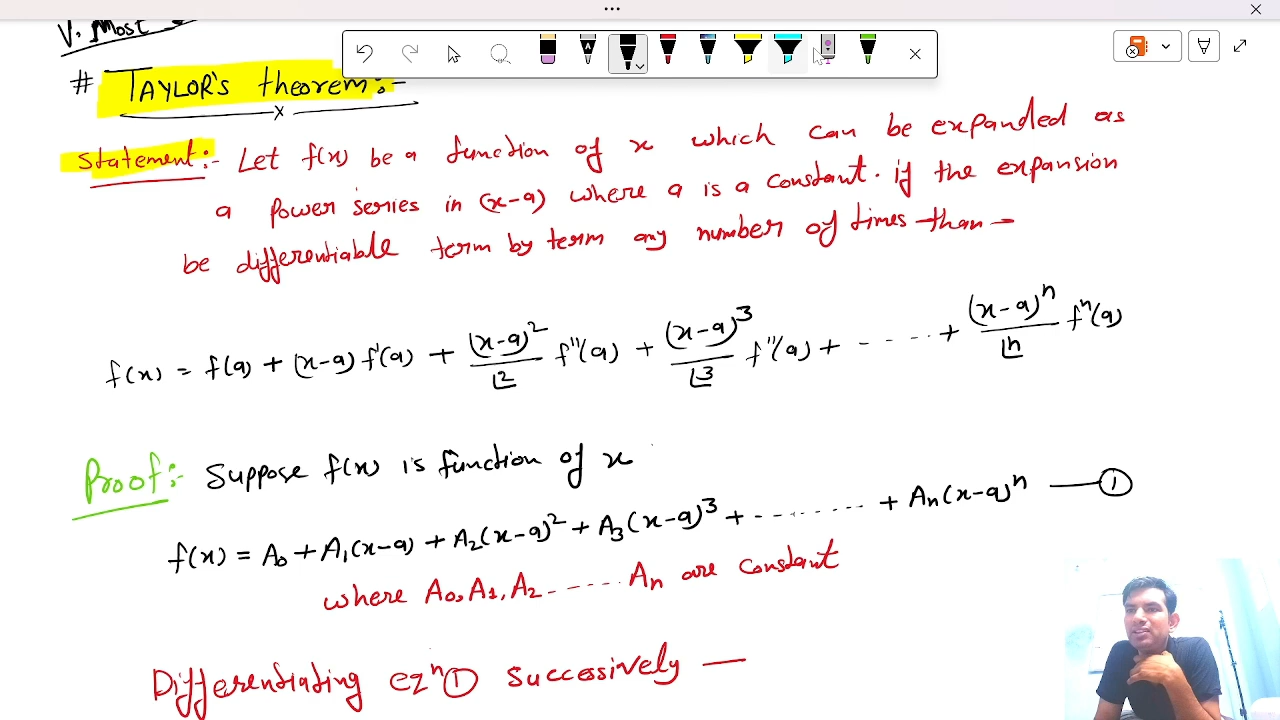 V. Most
# TAYLOR'S theorem:-
Statement:- Let f(x) be a function of x which can be expanded as
a power series in (x-a) where a is a constant. if the expansion
be differentiable term by term any number of times than -
f(x) = f(a) + (x-a) f'(a) + (x-a)²/⌊2 f''(a) + (x-a)³/⌊3 f''(a) + ------ + (x-a)ⁿ/⌊n fⁿ(a)
Proof:- Suppose f(x) is function of x
f(x) = A₀ + A₁(x-a) + A₂(x-a)² + A₃(x-a)³ + --------- + Aₙ(x-a)ⁿ —— ①
where A₀, A₁, A₂ ------ Aₙ are constant
Differentiating eqⁿ ① successively —